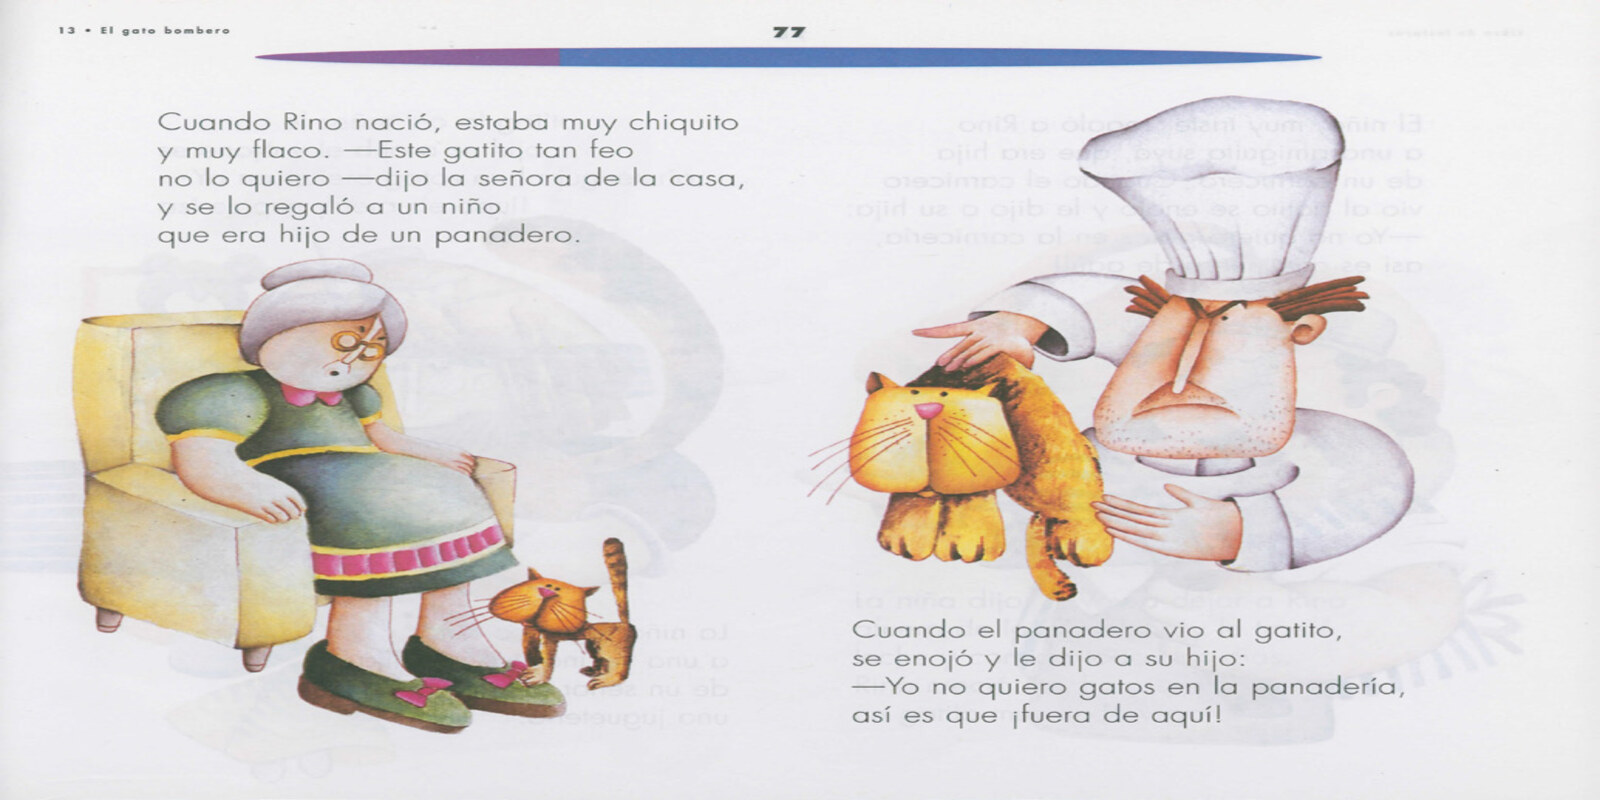 13 • El gato bombero
77
Cuando Rino nació, estaba muy chiquito
y muy flaco. —Este gatito tan feo
no lo quiero —dijo la señora de la casa,
y se lo regaló a un niño
que era hijo de un panadero.
Cuando el panadero vio al gatito,
se enojó y le dijo a su hijo:
—Yo no quiero gatos en la panadería,
así es que ¡fuera de aquí!